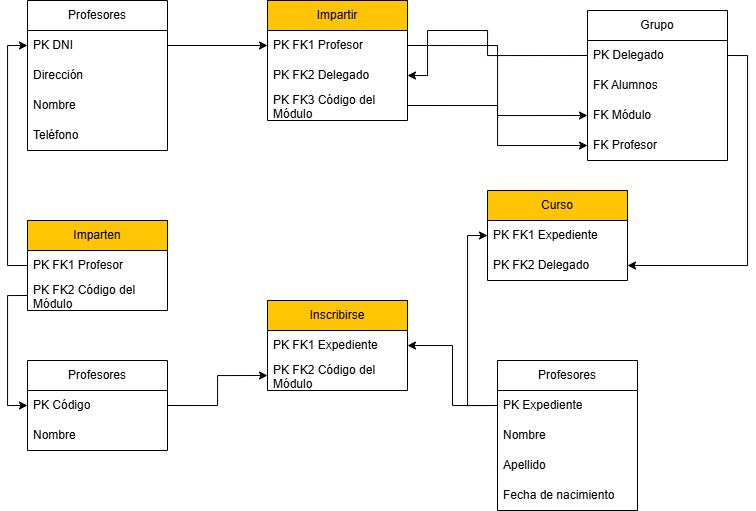 Profesores
PK DNI
Dirección
Nombre
Teléfono
Impartir
PK FK1 Profesor
PK FK2 Delegado
PK FK3 Código del
Módulo
Grupo
PK Delegado
FK Alumnos
FK Módulo
FK Profesor
Imparten
PK FK1 Profesor
PK FK2 Código del
Módulo
Curso
PK FK1 Expediente
PK FK2 Delegado
Inscribirse
PK FK1 Expediente
PK FK2 Código del
Módulo
Profesores
PK Código
Nombre
Profesores
PK Expediente
Nombre
Apellido
Fecha de nacimiento